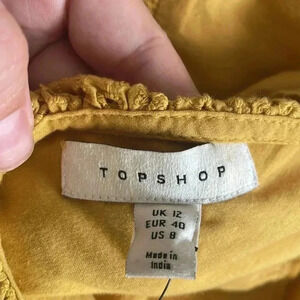 TOPSHOP
UK 12
EUR 40
US 8
Made in
India